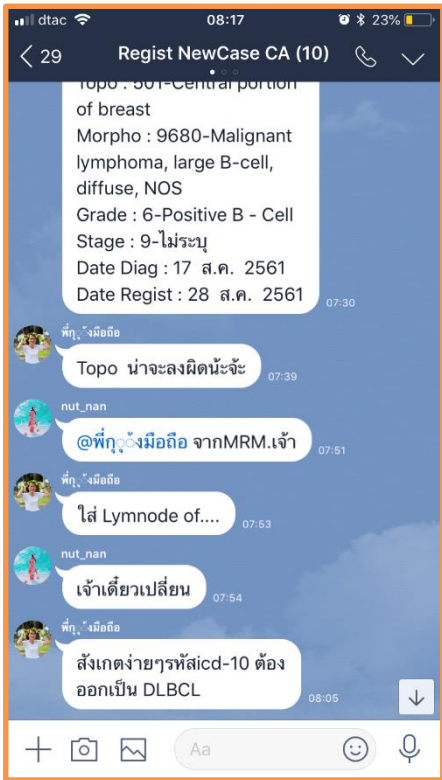 dtac 08:17 23%
29 Regist NewCase CA (10)
Topo : 501-Central portion
of breast
Morpho : 9680-Malignant
lymphoma, large B-cell,
diffuse, NOS
Grade : 6-Positive B - Cell
Stage : 9-ไม่ระบุ
Date Diag : 17 ส.ค. 2561
Date Regist : 28 ส.ค. 2561
07:30
Topo น่าจะลงผิดน้ะจ้ะ
07:39
nut_nan
จากMRM.เจ้า
07:51
ใส่ Lymnode of....
07:53
nut_nan
เจ้าเดี๋ยวเปลี่ยน
07:54
สังเกตง่ายๆรหัสicd-10 ต้อง
ออกเป็น DLBCL
08:05
Aa